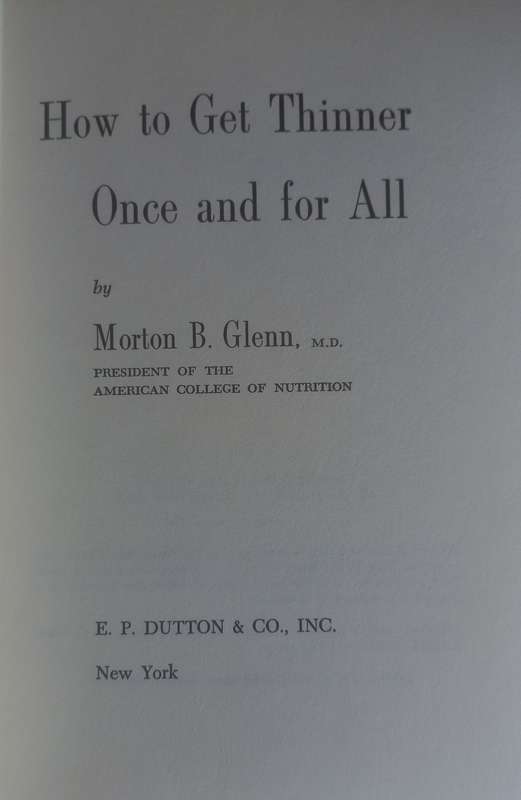 How to Get Thinner
Once and for All
by
Morton B. Glenn, M.D.
PRESIDENT OF THE
AMERICAN COLLEGE OF NUTRITION
E. P. DUTTON & CO., INC.
New York